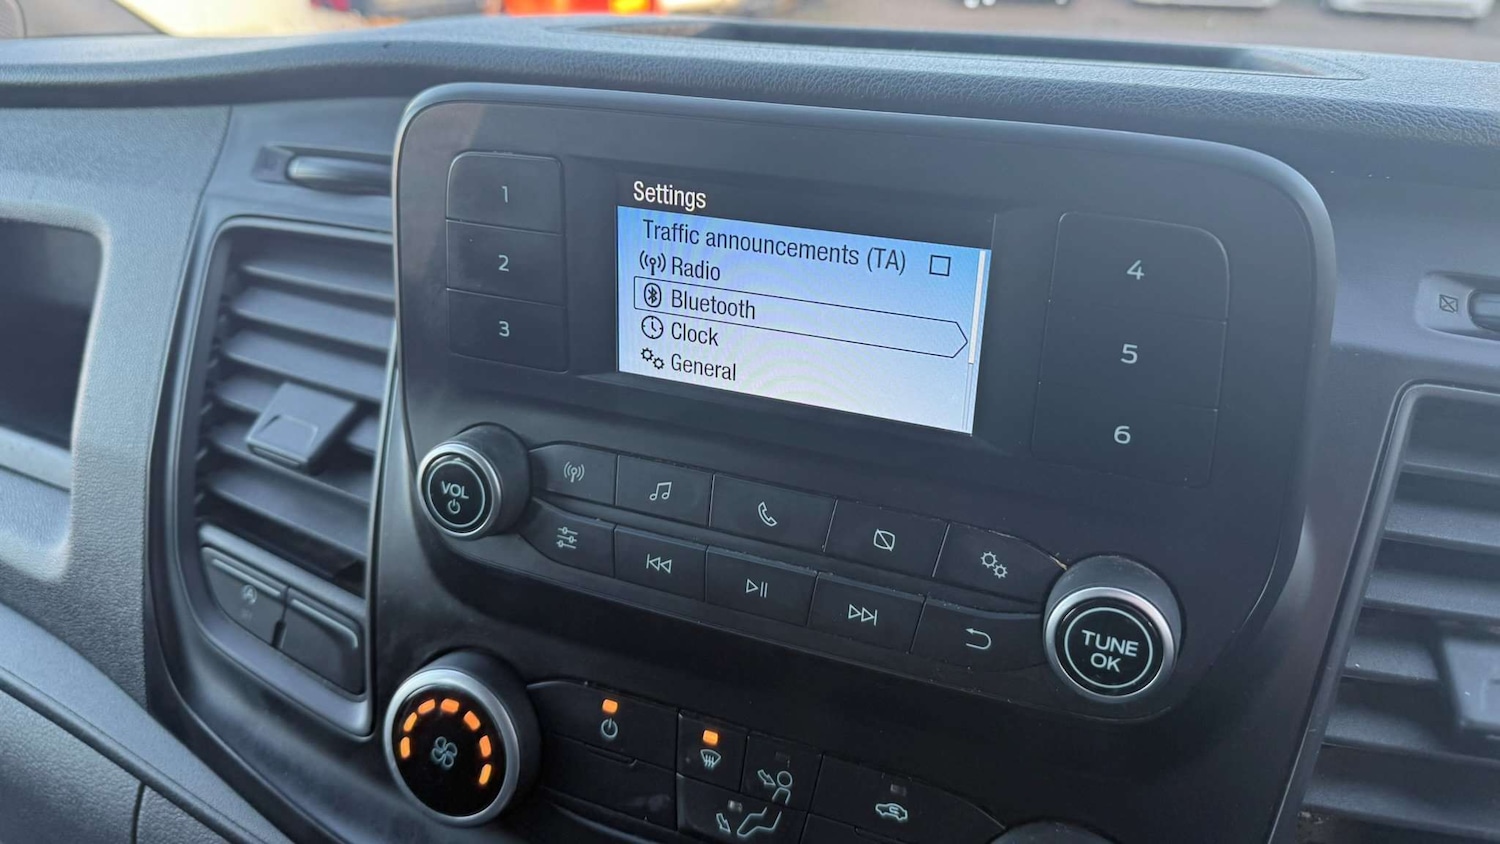 Settings
Traffic announcements (TA)
Radio
Bluetooth
Clock
General
1
2
3
4
5
6
VOL
TUNE
OK